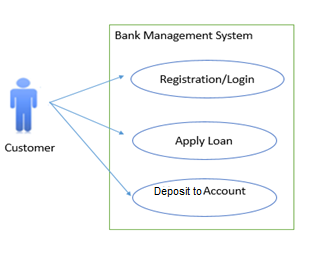 Bank Management System
Registration/Login
Apply Loan
Customer
Deposit to Account